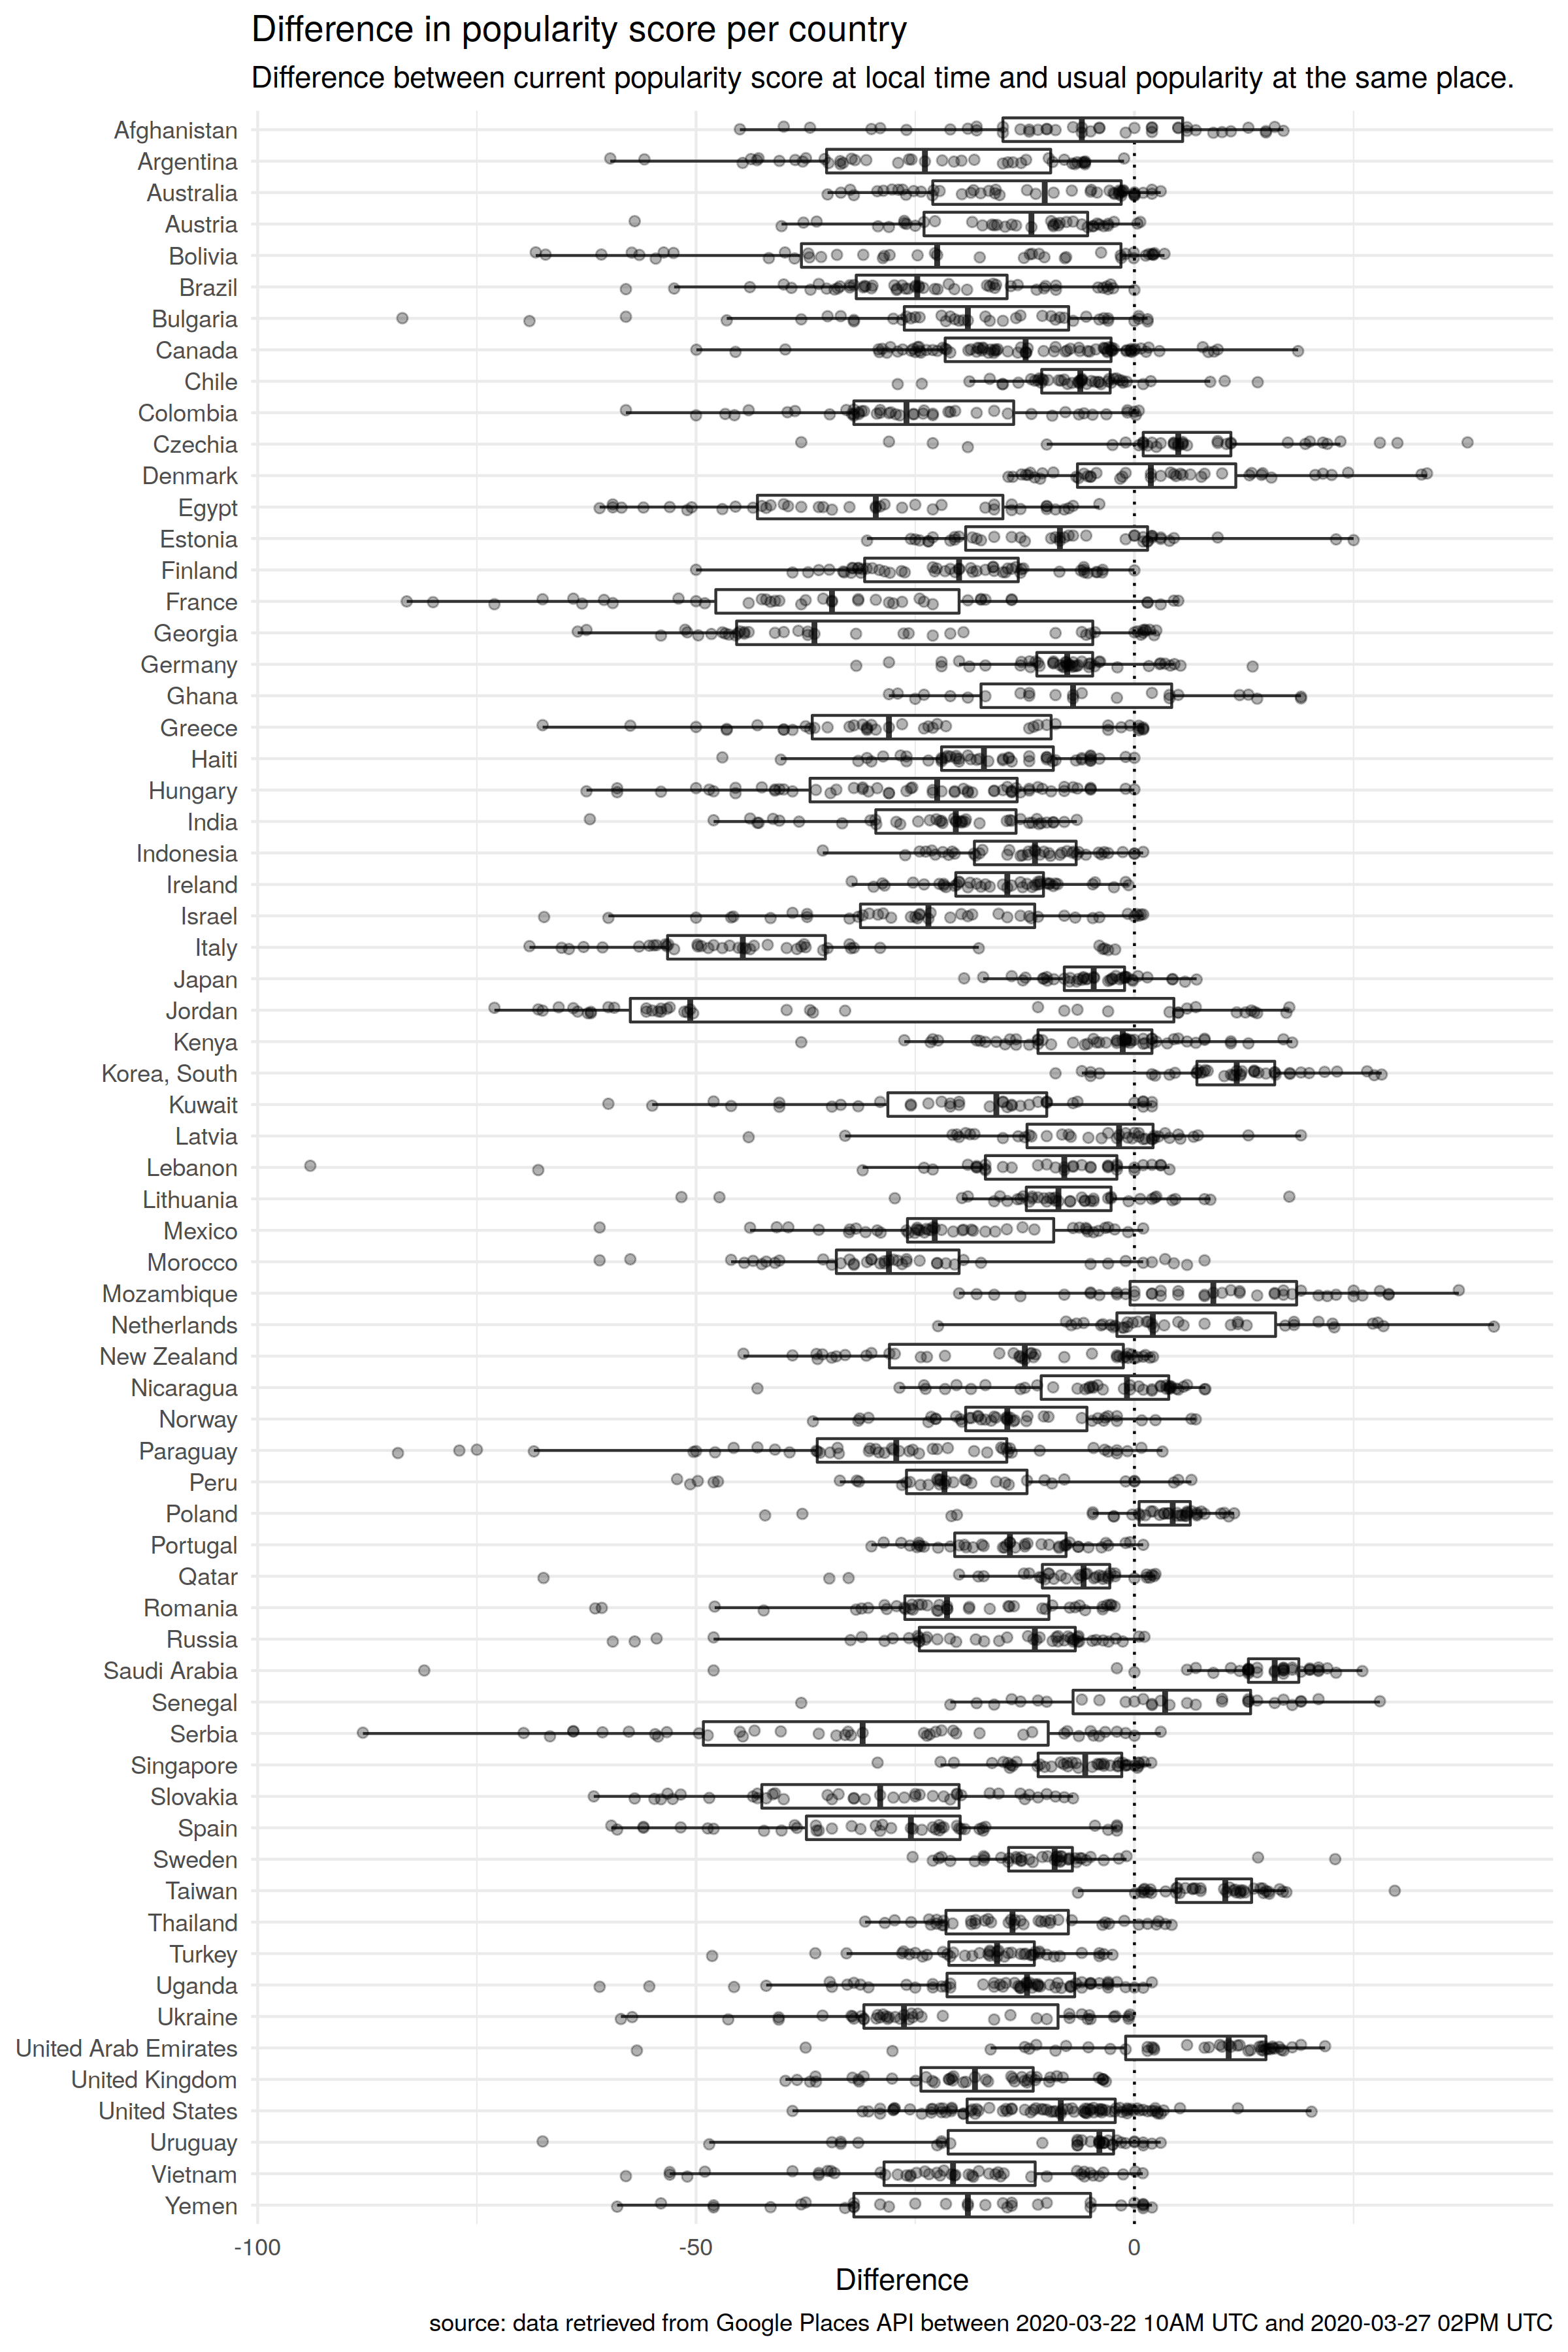 Difference in popularity score per country
Difference between current popularity score at local time and usual popularity at the same place.
Afghanistan
Argentina
Australia
Austria
Bolivia
Brazil
Bulgaria
Canada
Chile
Colombia
Czechia
Denmark
Egypt
Estonia
Finland
France
Georgia
Germany
Ghana
Greece
Haiti
Hungary
India
Indonesia
Ireland
Israel
Italy
Japan
Jordan
Kenya
Korea, South
Kuwait
Latvia
Lebanon
Lithuania
Mexico
Morocco
Mozambique
Netherlands
New Zealand
Nicaragua
Norway
Paraguay
Peru
Poland
Portugal
Qatar
Romania
Russia
Saudi Arabia
Senegal
Serbia
Singapore
Slovakia
Spain
Sweden
Taiwan
Thailand
Turkey
Uganda
Ukraine
United Arab Emirates
United Kingdom
United States
Uruguay
Vietnam
Yemen
-100 -50 0
Difference
source: data retrieved from Google Places API between 2020-03-22 10AM UTC and 2020-03-27 02PM UTC